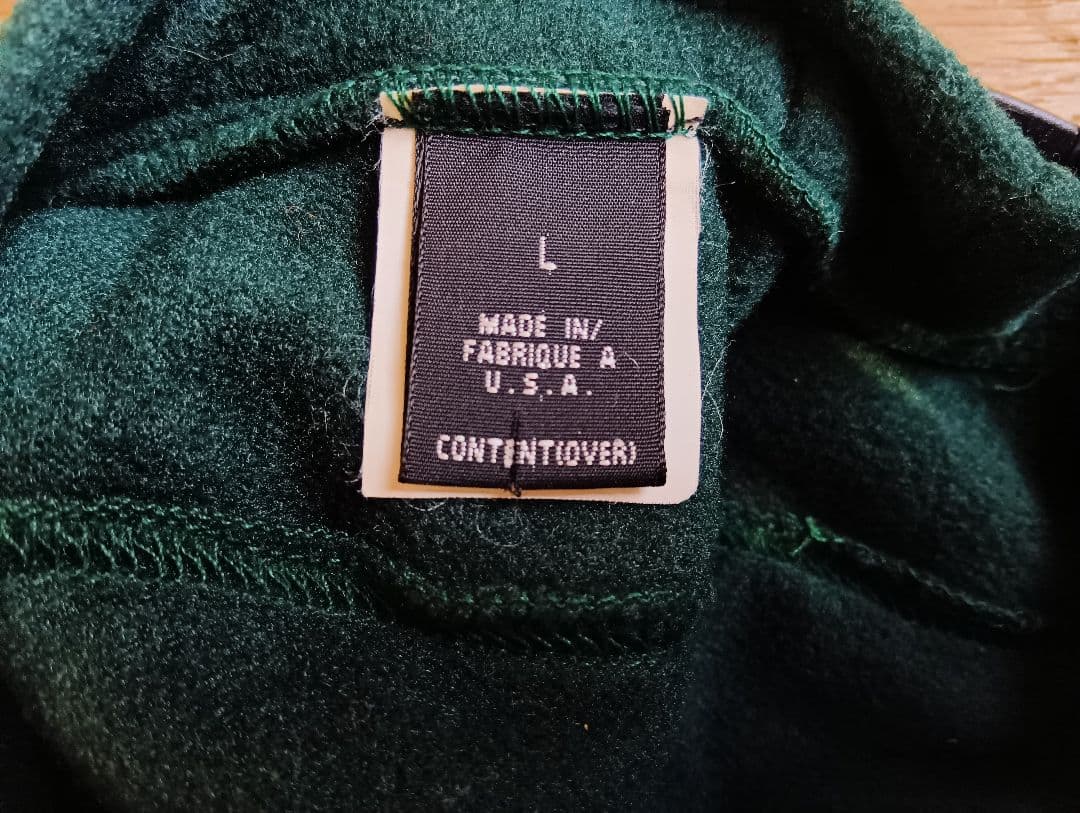 L
MADE IN/
FABRIQUE A
U.S.A.
CONTENT(OVER)